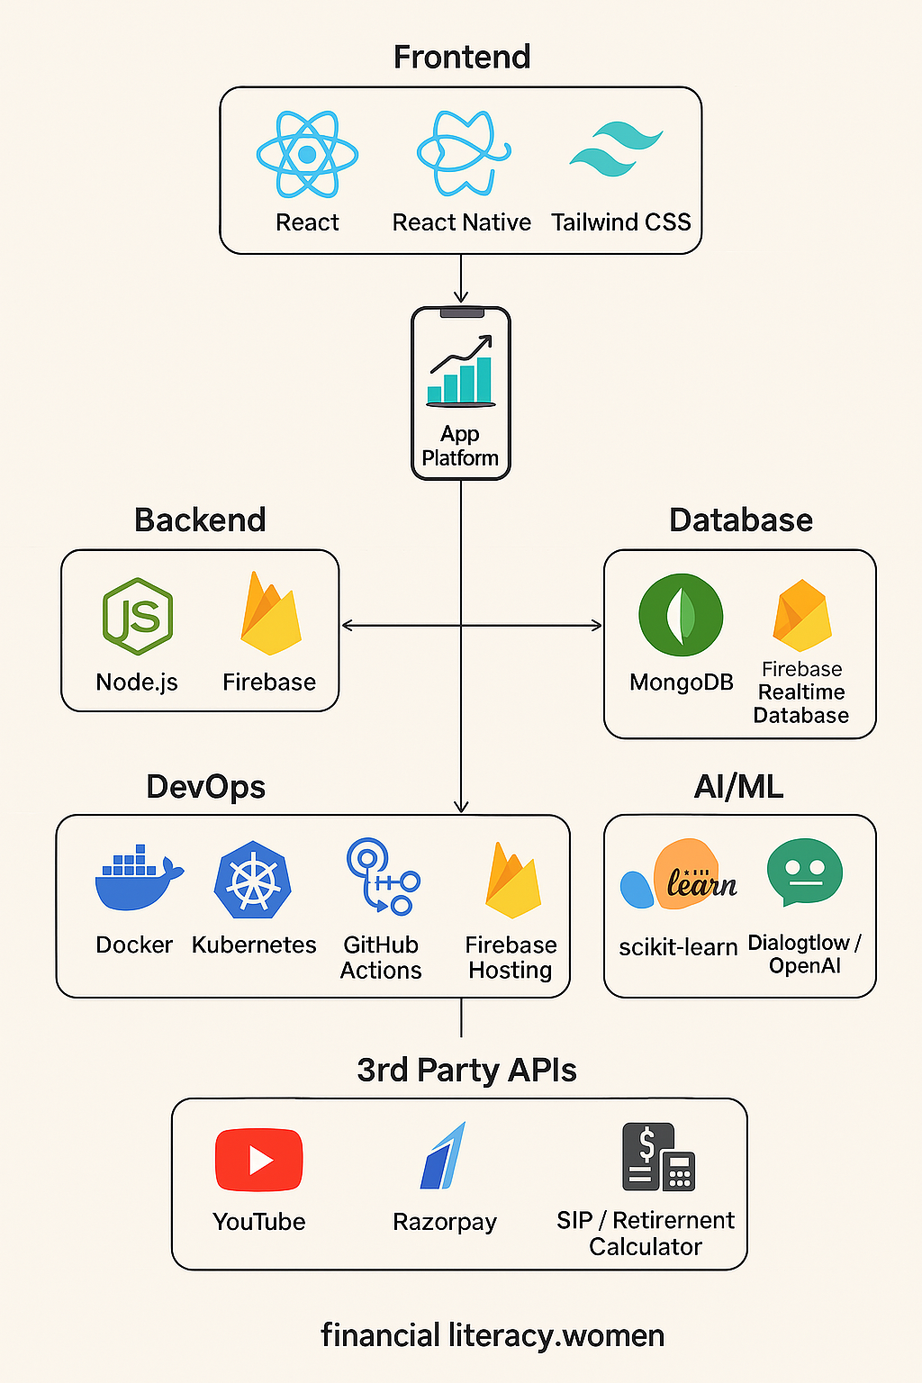 Frontend
React
React Native
Tailwind CSS
App
Platform
Backend
JS
Node.js
Firebase
Database
MongoDB
Firebase
Realtime
Database
DevOps
Docker
Kubernetes
GitHub
Actions
Firebase
Hosting
AI/ML
learn
scikit-learn
Dialogtlow /
OpenAI
3rd Party APIs
YouTube
Razorpay
$
SIP / Retirernent
Calculator
financial literacy.women